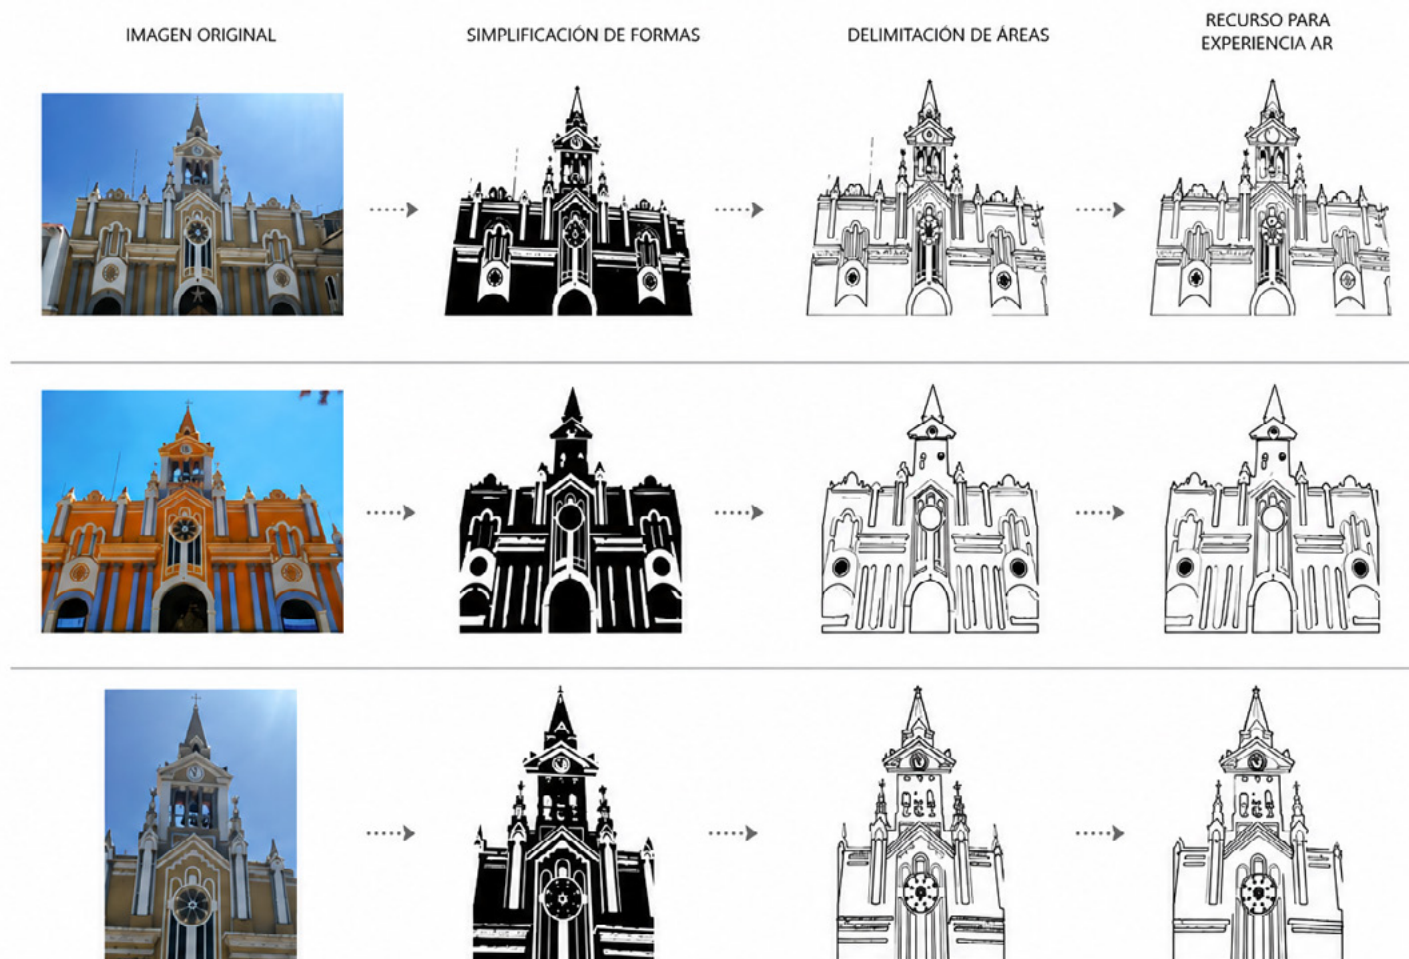 IMAGEN ORIGINAL
SIMPLIFICACIÓN DE FORMAS
DELIMITACIÓN DE ÁREAS
RECURSO PARA
EXPERIENCIA AR